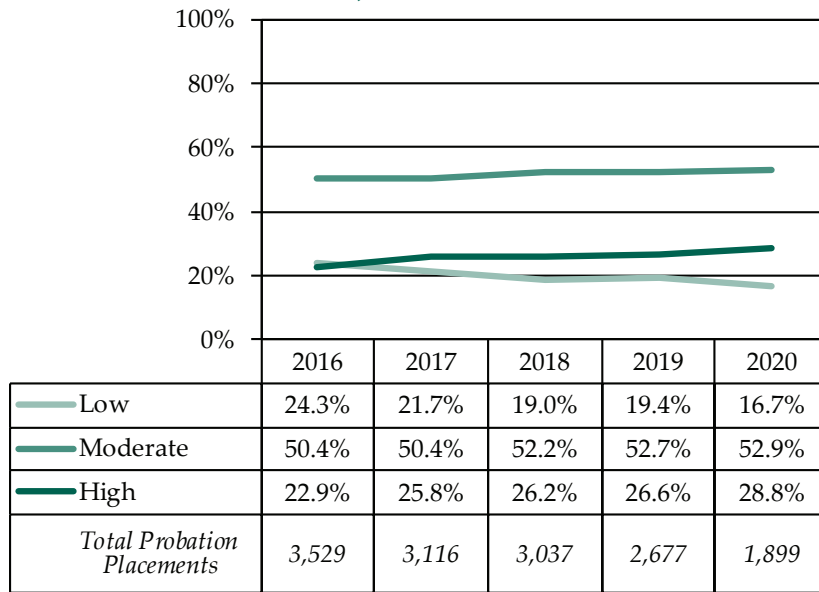 100%
80%
60%
40%
20%
0%
2016 2017 2018 2019 2020
Low 24.3% 21.7% 19.0% 19.4% 16.7%
Moderate 50.4% 50.4% 52.2% 52.7% 52.9%
High 22.9% 25.8% 26.2% 26.6% 28.8%
Total Probation
Placements 3,529 3,116 3,037 2,677 1,899